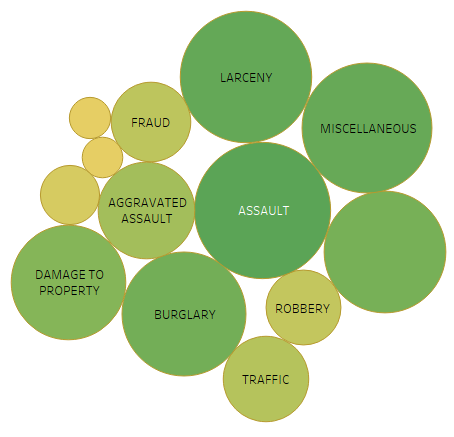 LARCENY
FRAUD
MISCELLANEOUS
AGGRAVATED
ASSAULT
ASSAULT
DAMAGE TO
PROPERTY
BURGLARY
ROBBERY
TRAFFIC